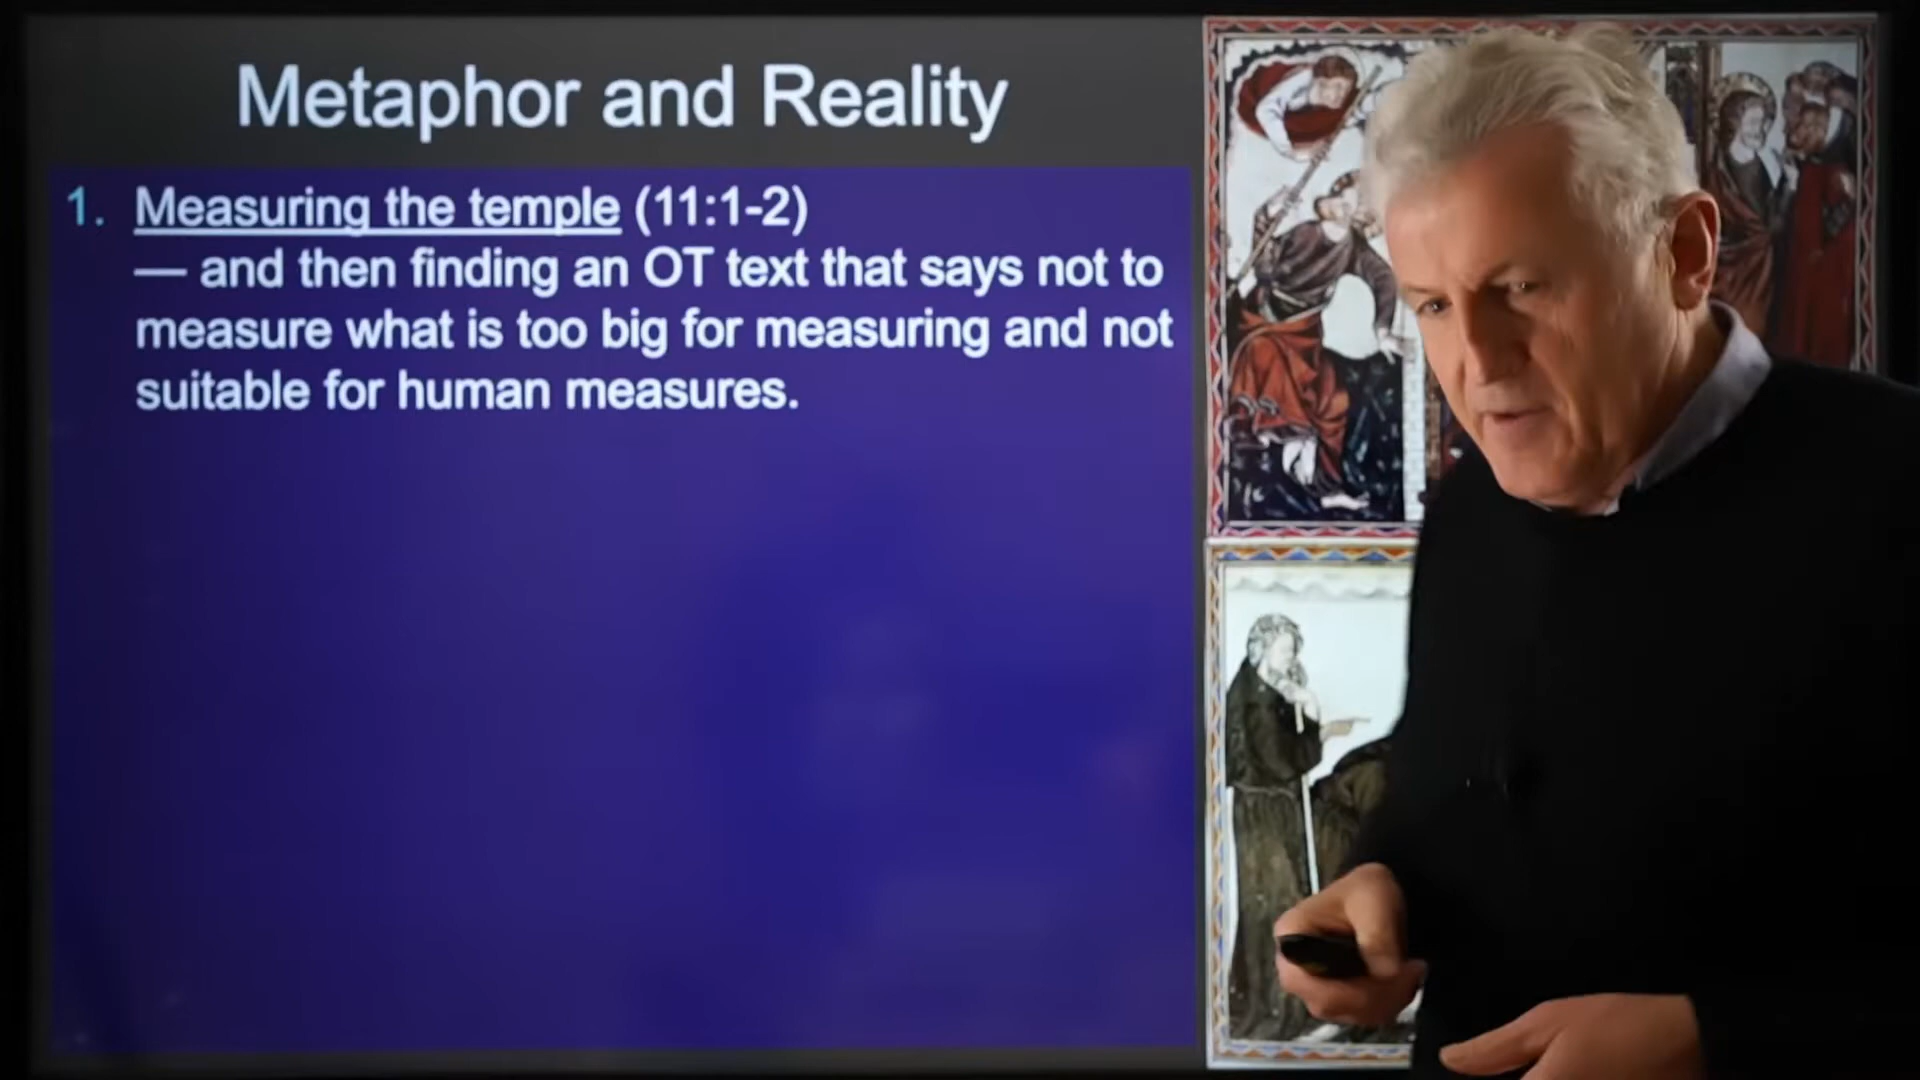 Metaphor and Reality
1. Measuring the temple (11:1-2)
— and then finding an OT text that says not to
measure what is too big for measuring and not
suitable for human measures.